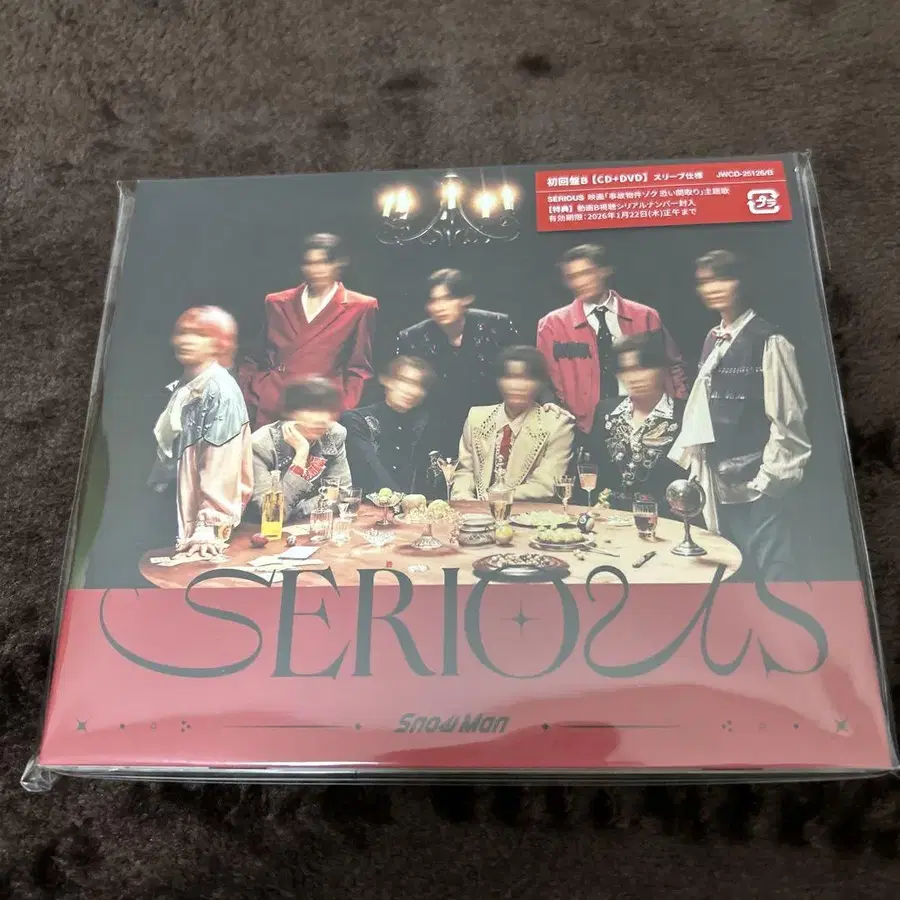 初回盤B【CD+DVD】スリーブ仕様 JWCD-25126/B
SERIOUS 映画「事故物件ゾク 恐い間取り」主題歌
【特典】動画B視聴シリアルナンバー封入
有効期限：2026年1月22日(木)正午まで
プラ
SERIOUS
Snow Man